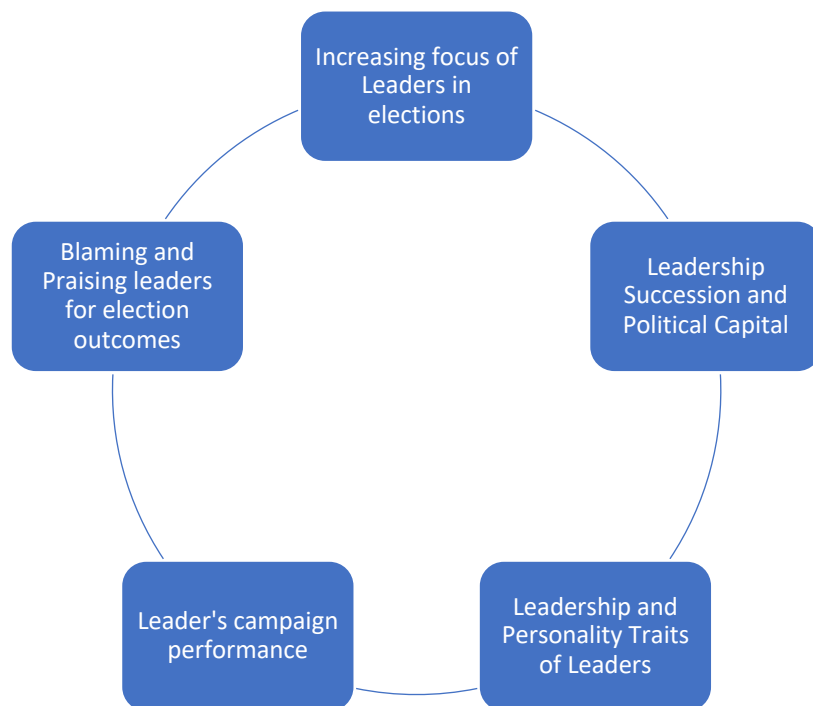 Increasing focus of
Leaders in
elections
Leadership
Succession and
Political Capital
Leadership and
Personality Traits
of Leaders
Leader's campaign
performance
Blaming and
Praising leaders
for election
outcomes